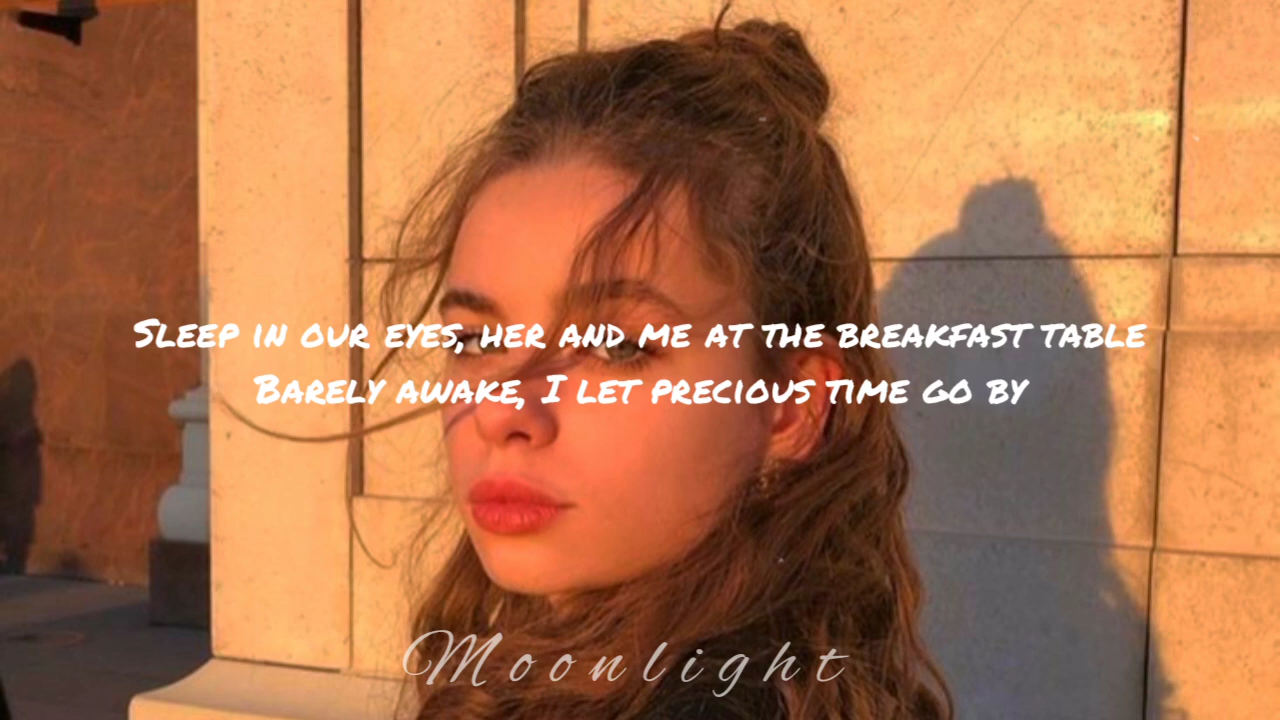 Sleep in our eyes, her and me at the breakfast table
Barely awake, I let precious time go by
Moonlight